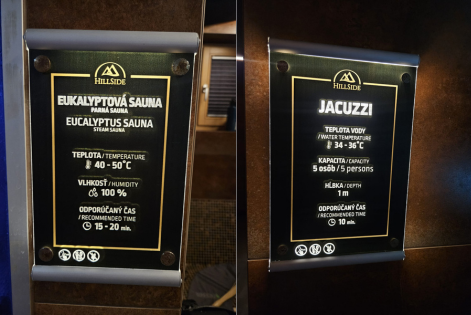 HILLSIDE
EUKALYPTOVÁ SAUNA
PARNÁ SAUNA
EUCALYPTUS SAUNA
STEAM SAUNA
TEPLOTA / TEMPERATURE
40 - 50°C
VLHKOSŤ / HUMIDITY
100 %
ODPORÚČANÝ ČAS
/ RECOMMENDED TIME
15 - 20 min.
HILLSIDE
JACUZZI
TEPLOTA VODY
/ WATER TEMPERATURE
34 - 36°C
KAPACITA / CAPACITY
5 osôb / 5 persons
HĹBKA / DEPTH
1 m
ODPORÚČANÝ ČAS
/ RECOMMENDED TIME
10 min.